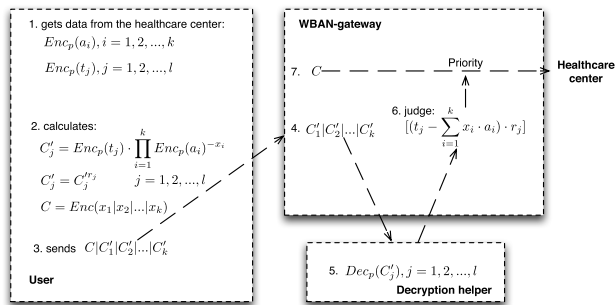 1. gets data from the healthcare center:
Enc_p(a_i), i = 1, 2, ..., k
Enc_p(t_j), j = 1, 2, ..., l
2. calculates:
C'_j = Enc_p(t_j) · ∏_{i=1}^{k} Enc_p(a_i)^{-x_i}
C'_j = C'^{r_j}_j j = 1, 2, ..., l
C = Enc(x_1|x_2|...|x_k)
3. sends C|C'_1|C'_2|...|C'_k
User
WBAN-gateway
7. C
Priority
Healthcare
center
6. judge:
4. C'_1|C'_2|...|C'_k
[(t_j − ∑_{i=1}^{k} x_i · a_i) · r_j]
5. Dec_p(C'_j), j = 1, 2, ..., l
Decryption helper